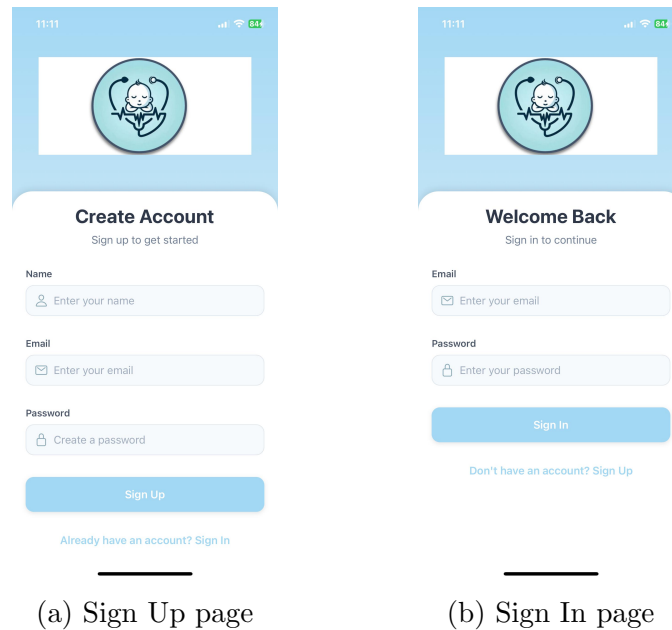 11:11
84
Create Account
Sign up to get started
Name
Enter your name
Email
Enter your email
Password
Create a password
Sign Up
Already have an account? Sign In
(a) Sign Up page
11:11
84
Welcome Back
Sign in to continue
Email
Enter your email
Password
Enter your password
Sign In
Don't have an account? Sign Up
(b) Sign In page